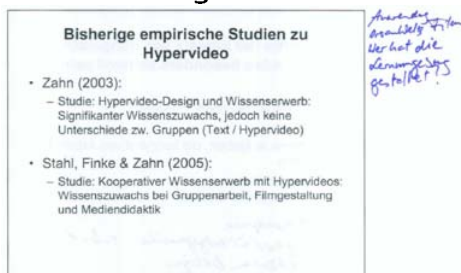 Bisherige empirische Studien zu
Hypervideo
• Zahn (2003):
– Studie: Hypervideo-Design und Wissenserwerb:
Signifikanter Wissenszuwachs, jedoch keine
Unterschiede zw. Gruppen (Text / Hypervideo)
• Stahl, Finke & Zahn (2005):
– Studie: Kooperativer Wissenserwerb mit Hypervideos:
Wissenszuwachs bei Gruppenarbeit, Filmgestaltung
und Mediendidaktik
Wer hat die
Lernumgebung
gestaltet?